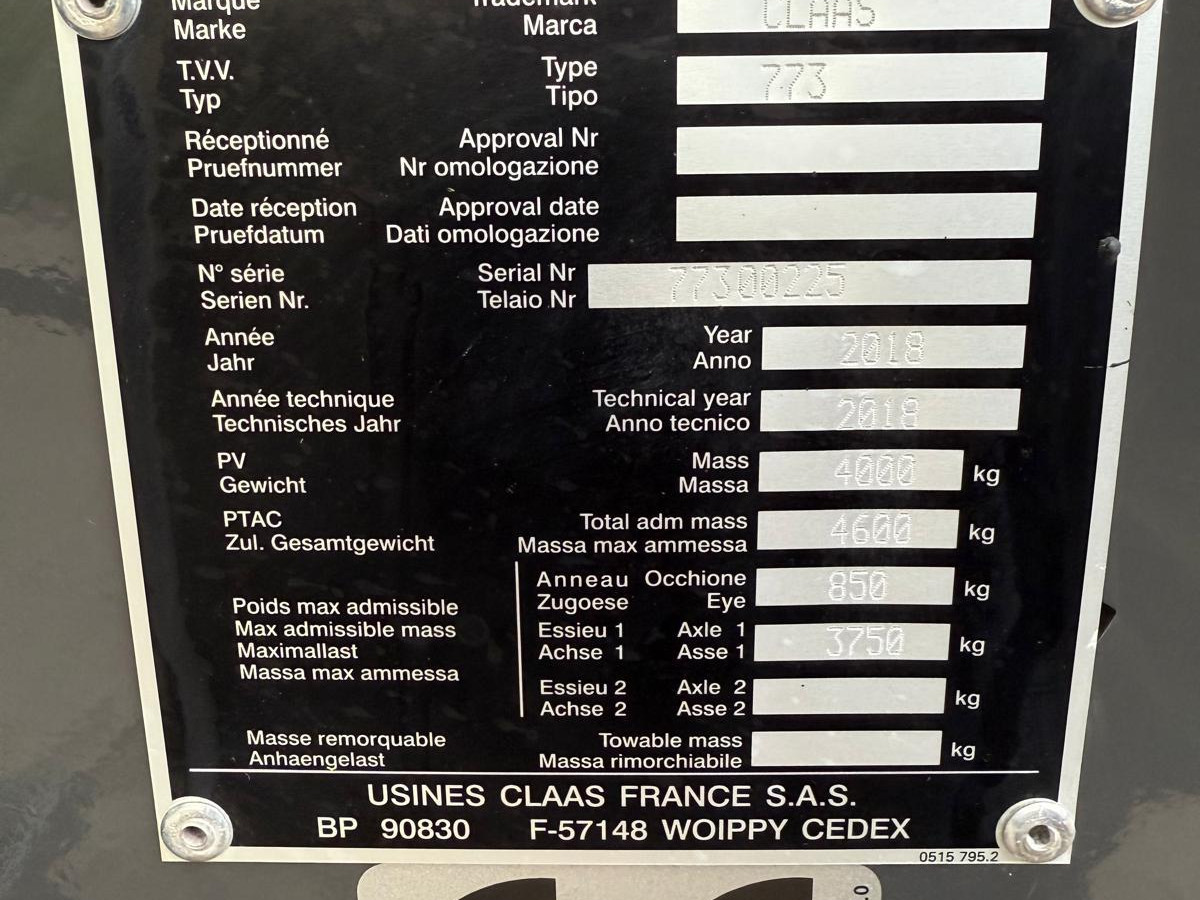 Marque Trademark CLAAS
Marke Marca
T.V.V. Type 773
Typ Tipo
Réceptionné Approval Nr
Pruefnummer Nr omologazione
Date réception Approval date
Pruefdatum Dati omologazione
N° série Serial Nr 77300225
Serien Nr. Telaio Nr
Année Year 2018
Jahr Anno
Année technique Technical year 2018
Technisches Jahr Anno tecnico
PV Mass 4000 kg
Gewicht Massa
PTAC Total adm mass 4600 kg
Zul. Gesamtgewicht Massa max ammessa
Anneau Occhione 850 kg
Zugoese Eye
Poids max admissible
Max admissible mass
Maximallast
Massa max ammessa
Essieu 1 Axle 1 3750 kg
Achse 1 Asse 1
Essieu 2 Axle 2 kg
Achse 2 Asse 2
Masse remorquable Towable mass kg
Anhaengelast Massa rimorchiabile
USINES CLAAS FRANCE S.A.S.
BP 90830 F-57148 WOIPPY CEDEX
0515 795.2